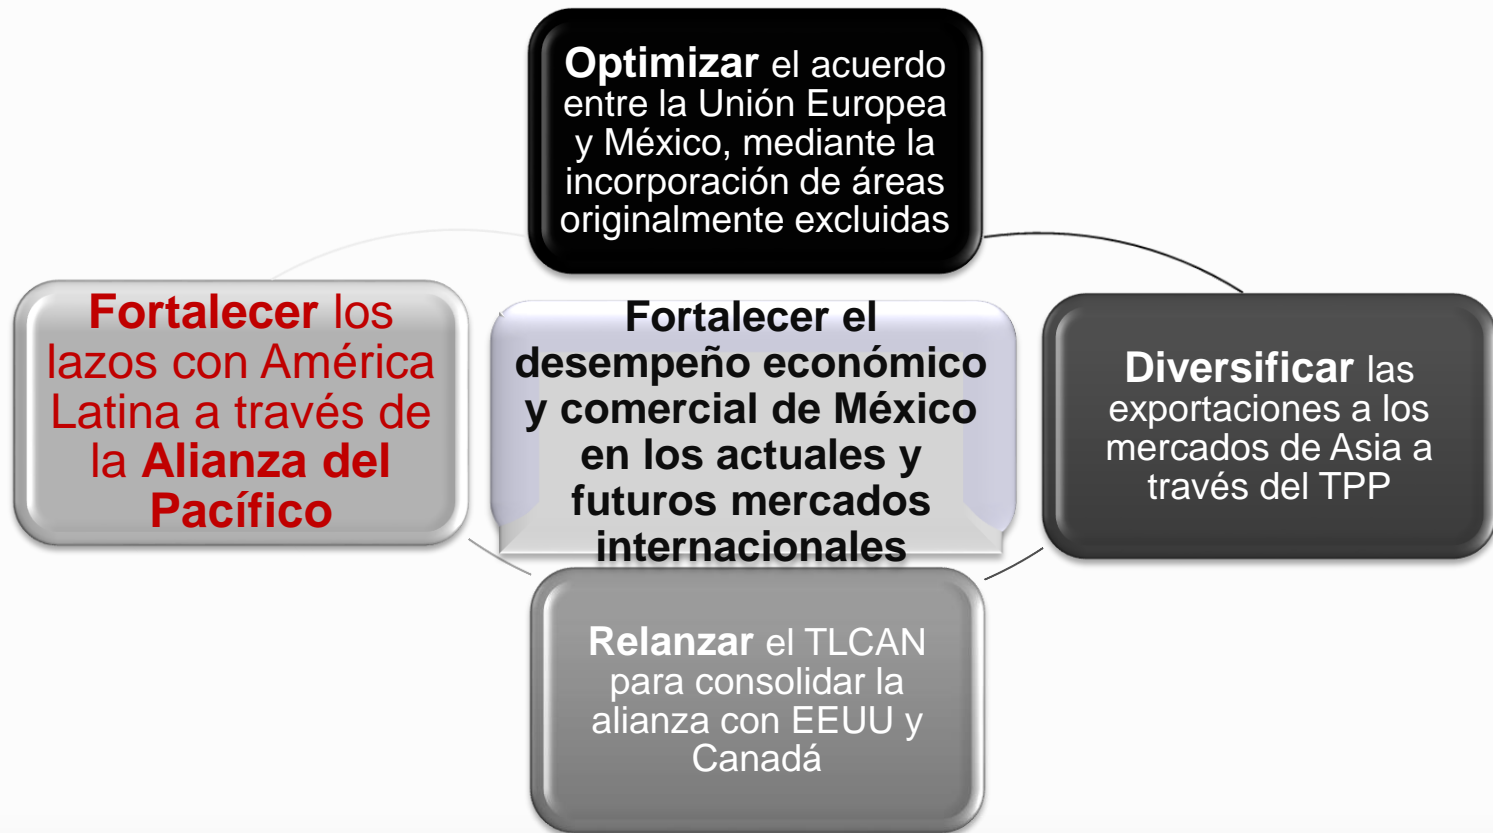 Optimizar el acuerdo
entre la Unión Europea
y México, mediante la
incorporación de áreas
originalmente excluidas
Fortalecer los
lazos con América
Latina a través de
la Alianza del
Pacífico
Fortalecer el
desempeño económico
y comercial de México
en los actuales y
futuros mercados
internacionales
Diversificar las
exportaciones a los
mercados de Asia a
través del TPP
Relanzar el TLCAN
para consolidar la
alianza con EEUU y
Canadá